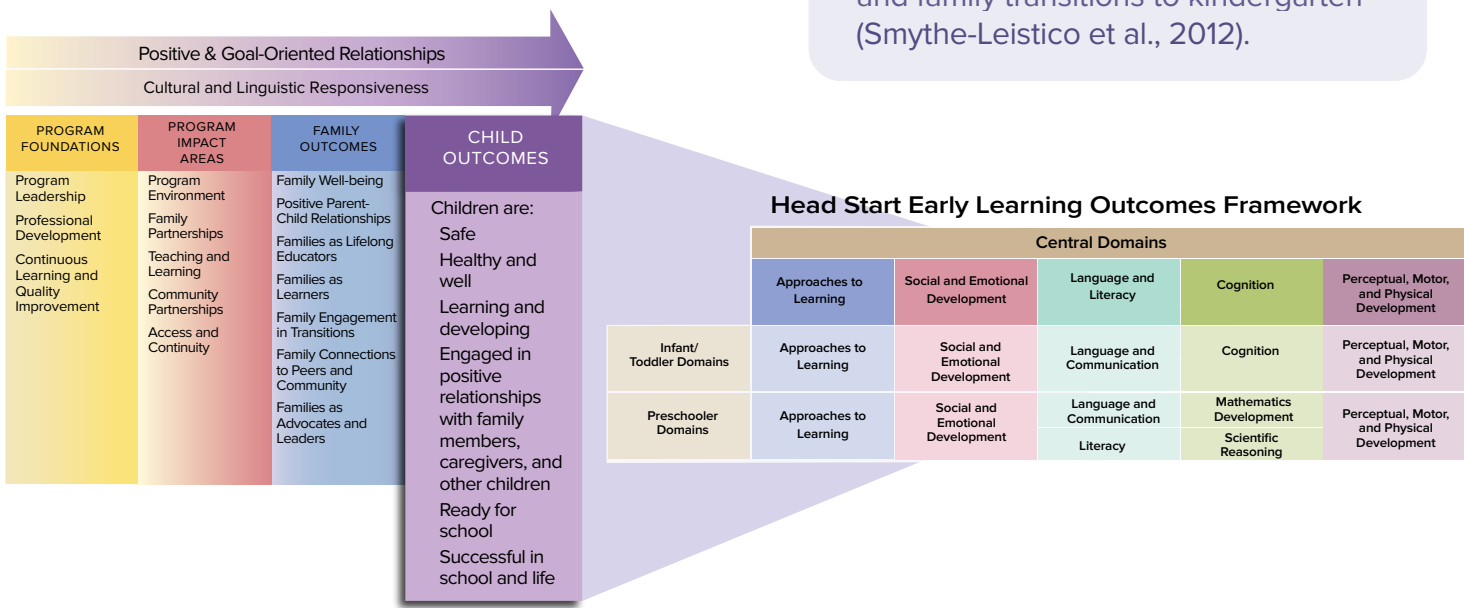 and family transitions to kindergarten
(Smythe-Leistico et al., 2012).
Positive & Goal-Oriented Relationships
Cultural and Linguistic Responsiveness
PROGRAM
FOUNDATIONS
Program
Leadership
Professional
Development
Continuous
Learning and
Quality
Improvement
PROGRAM
IMPACT
AREAS
Program
Environment
Family
Partnerships
Teaching and
Learning
Community
Partnerships
Access and
Continuity
FAMILY
OUTCOMES
Family Well-being
Positive Parent-
Child Relationships
Families as Lifelong
Educators
Families as
Learners
Family Engagement
in Transitions
Family Connections
to Peers and
Community
Families as
Advocates and
Leaders
CHILD
OUTCOMES
Children are:
Safe
Healthy and
well
Learning and
developing
Engaged in
positive
relationships
with family
members,
caregivers, and
other children
Ready for
school
Successful in
school and life
Head Start Early Learning Outcomes Framework
Central Domains
Approaches to
Learning
Social and Emotional
Development
Language and
Literacy
Cognition
Perceptual, Motor,
and Physical
Development
Infant/
Toddler Domains
Approaches to
Learning
Social and
Emotional
Development
Language and
Communication
Cognition
Perceptual, Motor,
and Physical
Development
Preschooler
Domains
Approaches to
Learning
Social and
Emotional
Development
Language and
Communication
Literacy
Mathematics
Development
Scientific
Reasoning
Perceptual, Motor,
and Physical
Development